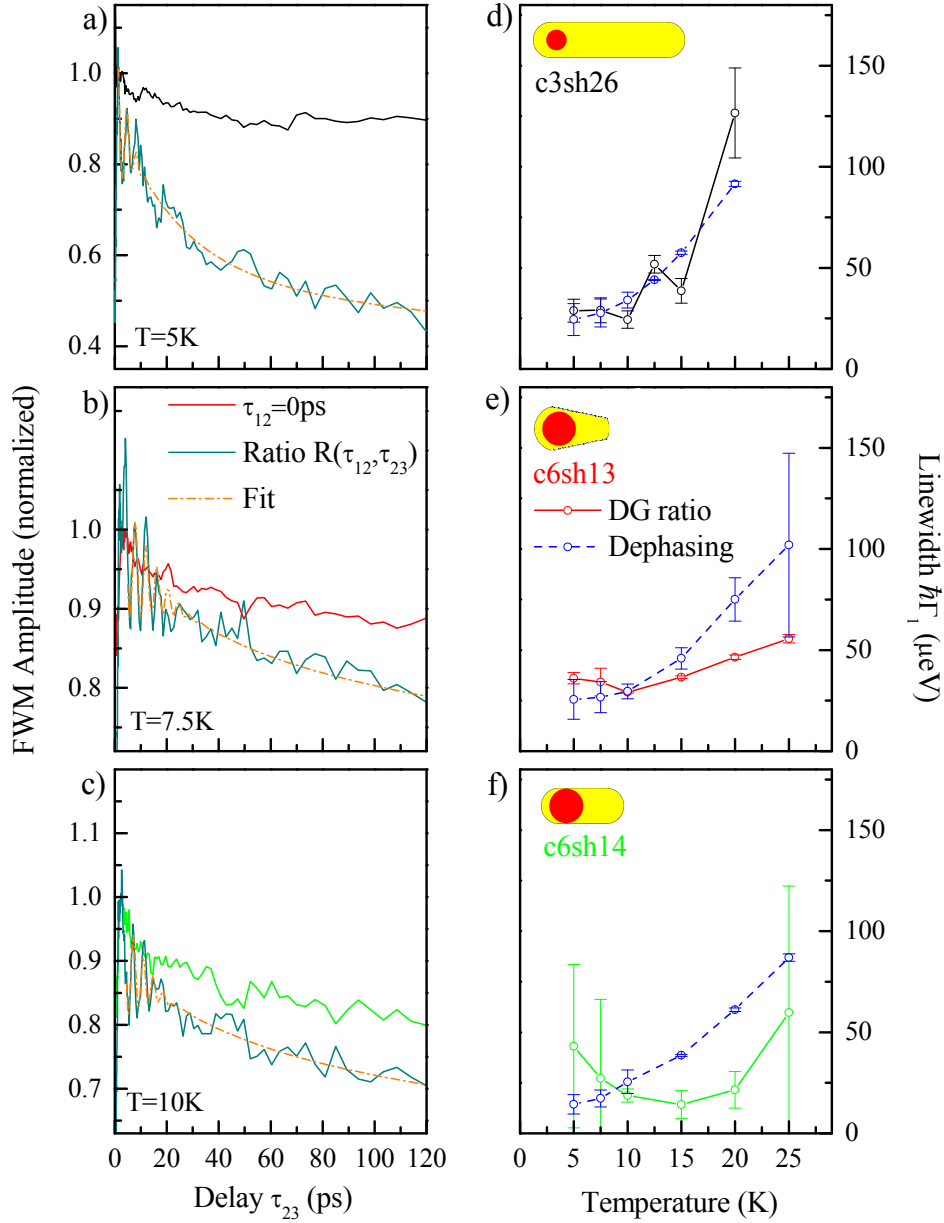 a)
1.0
0.8
0.6
0.4
T=5K
b)
τ₁₂=0ps
Ratio R(τ₁₂,τ₂₃)
Fit
1.0
0.9
0.8
T=7.5K
c)
1.1
1.0
0.9
0.8
0.7
T=10K
0 20 40 60 80 100 120
Delay τ₂₃ (ps)
FWM Amplitude (normalized)
d)
c3sh26
150
100
50
0
e)
c6sh13
DG ratio
Dephasing
150
100
50
0
f)
c6sh14
150
100
50
0
0 5 10 15 20 25
Temperature (K)
Linewidth ħΓ₁ (μeV)